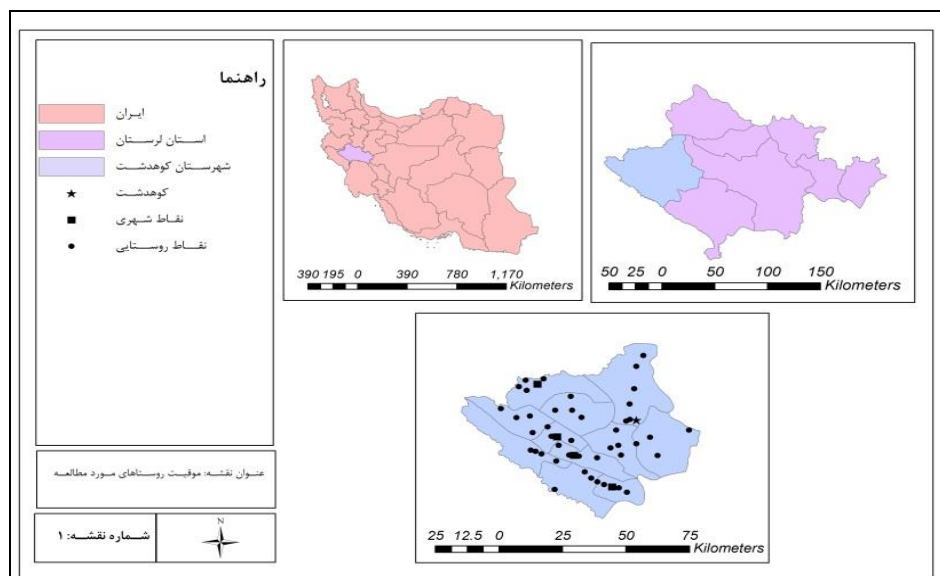 راهنما
ایران
استان لرستان
شهرستان کوهدشت
کوهدشت
نقاط شهری
نقاط روستایی
عنوان نقشه: موقیت روستاهای مورد مطالعه
شماره نقشه: ۱
N
390 195 0 390 780 1,170
Kilometers
50 25 0 50 100 150
Kilometers
25 12.5 0 25 50 75
Kilometers